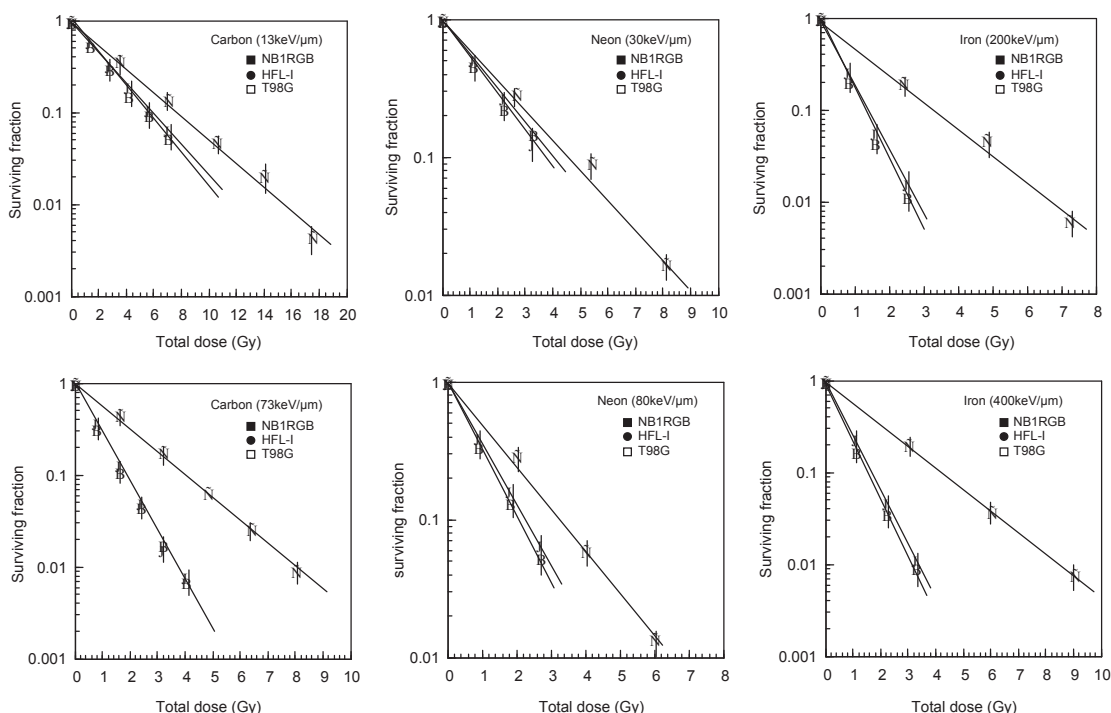 Carbon (13keV/µm)
NB1RGB
HFL-I
T98G
Surviving fraction
1
0.1
0.01
0.001
0 2 4 6 8 10 12 14 16 18 20
Total dose (Gy)
Neon (30keV/µm)
NB1RGB
HFL-I
T98G
Surviving fraction
1
0.1
0.01
0 1 2 3 4 5 6 7 8 9 10
Total dose (Gy)
Iron (200keV/µm)
NB1RGB
HFL-I
T98G
Survivng fraction
1
0.1
0.01
0.001
0 1 2 3 4 5 6 7 8
Total dose (Gy)
Carbon (73keV/µm)
NB1RGB
HFL-I
T98G
Surviving fraction
1
0.1
0.01
0.001
0 1 2 3 4 5 6 7 8 9 10
Total dose (Gy)
Neon (80keV/µm)
NB1RGB
HFL-I
T98G
surviving fraction
1
0.1
0.01
0 1 2 3 4 5 6 7 8 9 10
Total dose (Gy)
Iron (400keV/µm)
NB1RGB
HFL-I
T98G
Surviving fraction
1
0.1
0.01
0.001
0 1 2 3 4 5 6 7 8 9 10
Total dose (Gy)